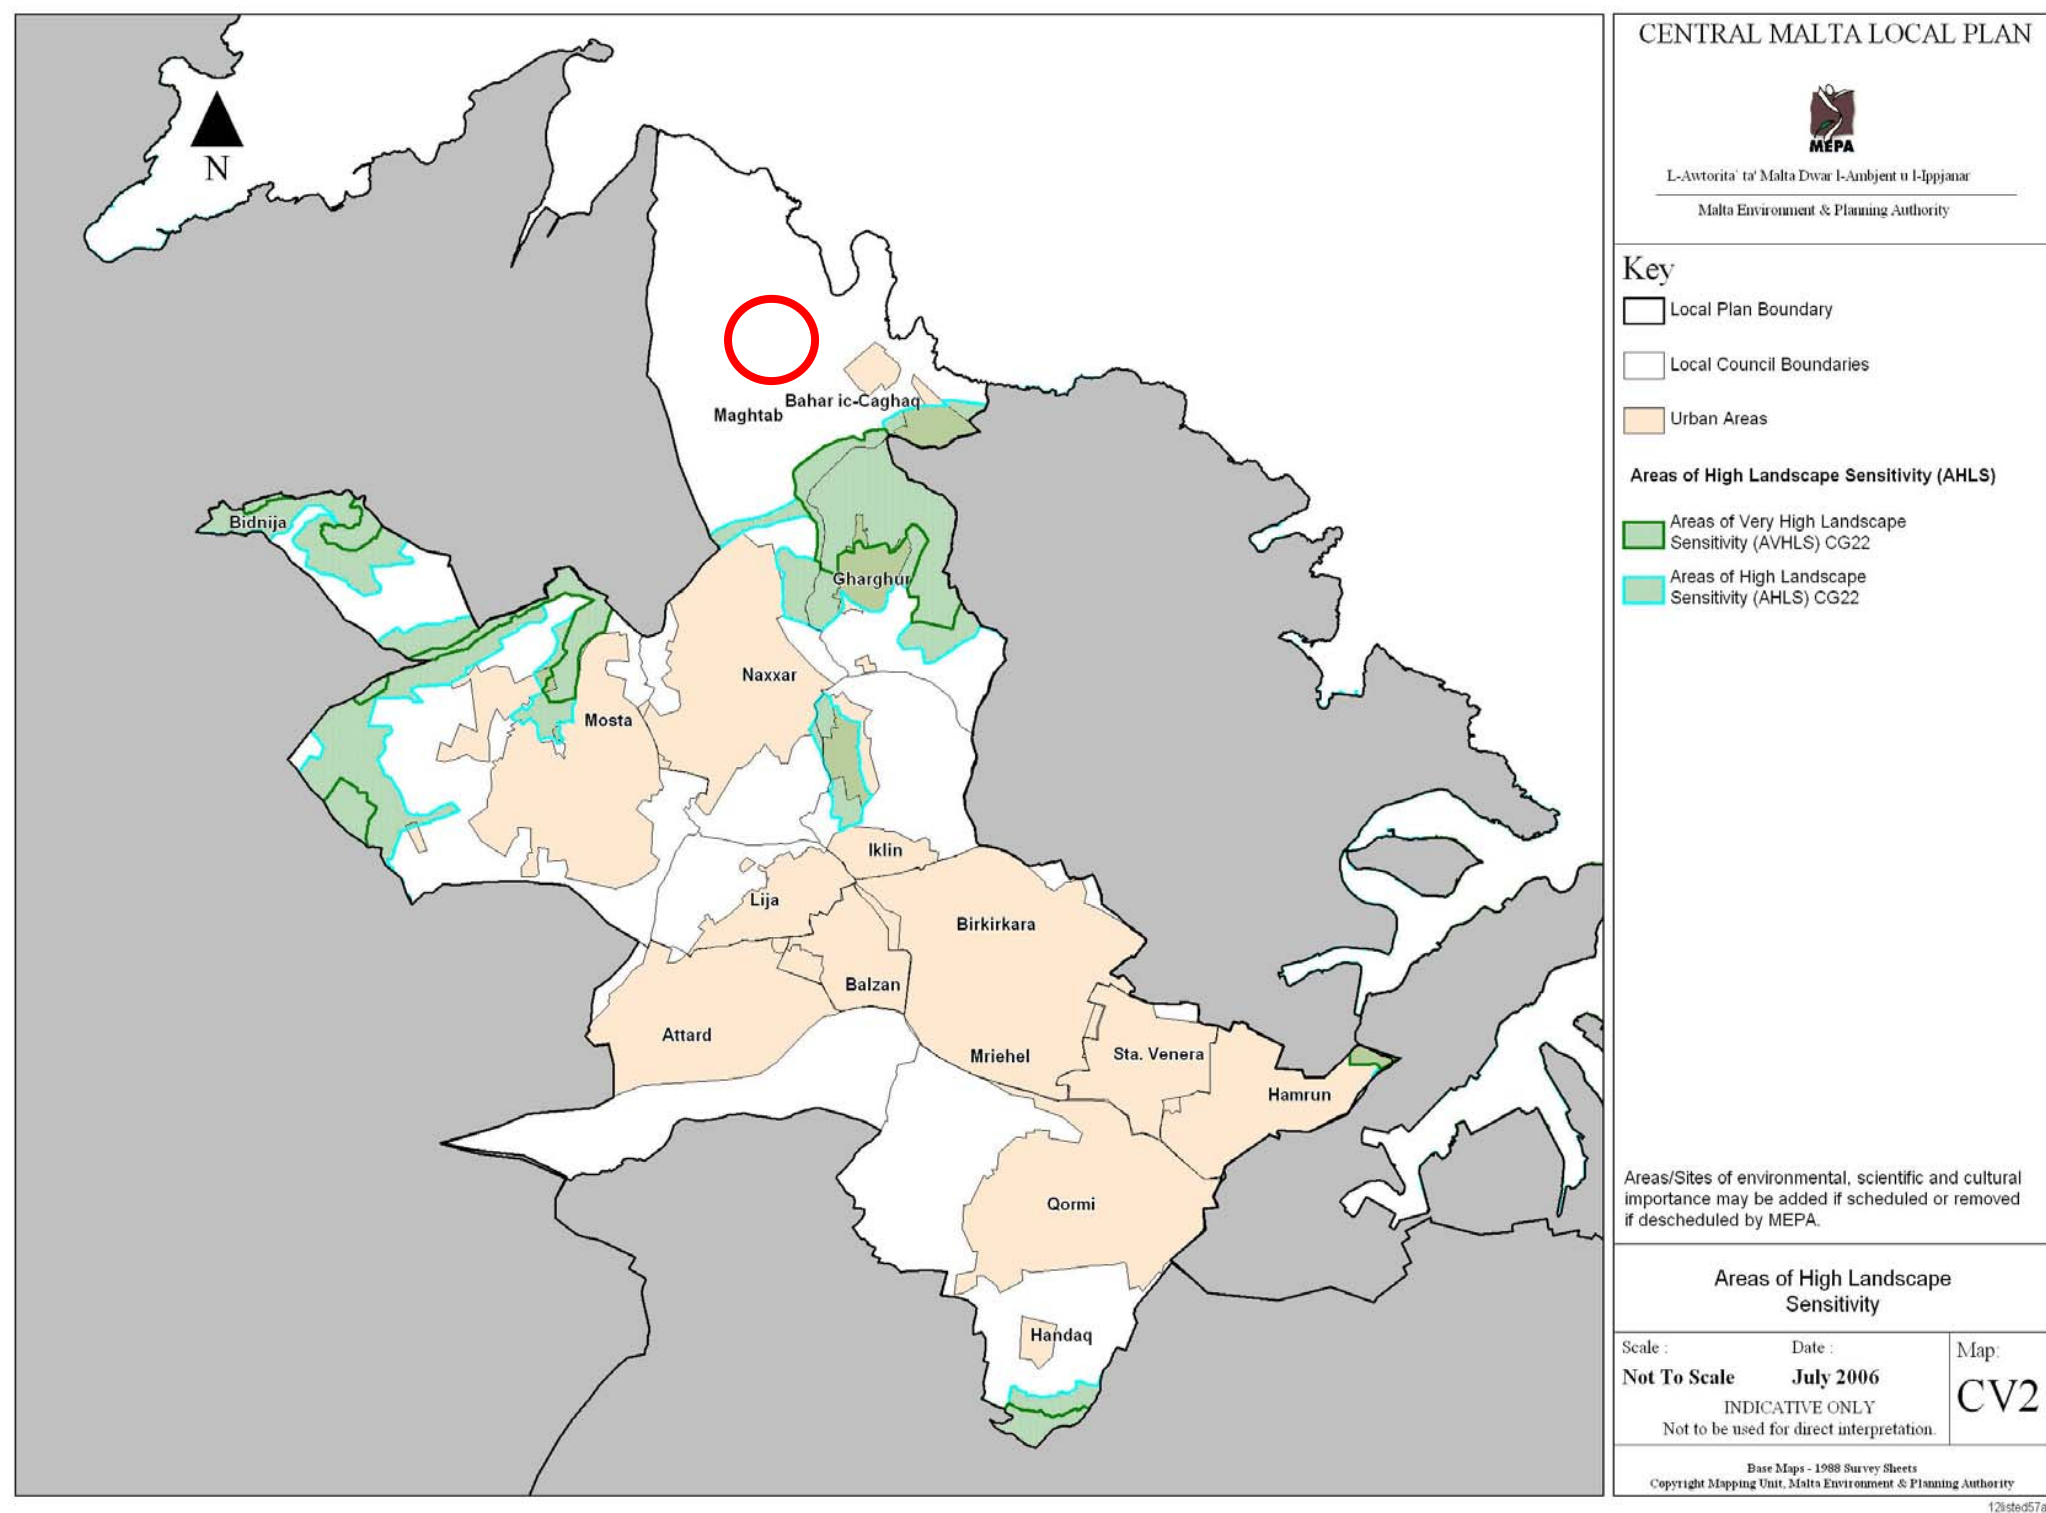 N
Maghtab
Bahar ic-Caghaq
Bidnija
Gharghur
Naxxar
Mosta
Iklin
Lija
Birkirkara
Balzan
Attard
Mriehel
Sta. Venera
Hamrun
Qormi
Handaq
CENTRAL MALTA LOCAL PLAN
MEPA
L-Awtorita' ta' Malta Dwar l-Ambjent u l-Ippjanar
Malta Environment & Planning Authority
Key
Local Plan Boundary
Local Council Boundaries
Urban Areas
Areas of High Landscape Sensitivity (AHLS)
Areas of Very High Landscape
Sensitivity (AVHLS) CG22
Areas of High Landscape
Sensitivity (AHLS) CG22
Areas/Sites of environmental, scientific and cultural
importance may be added if scheduled or removed
if descheduled by MEPA.
Areas of High Landscape
Sensitivity
Scale :
Not To Scale
Date :
July 2006
INDICATIVE ONLY
Not to be used for direct interpretation.
Map:
CV2
Base Maps - 1988 Survey Sheets
Copyright Mapping Unit, Malta Environment & Planning Authority
12listed57a